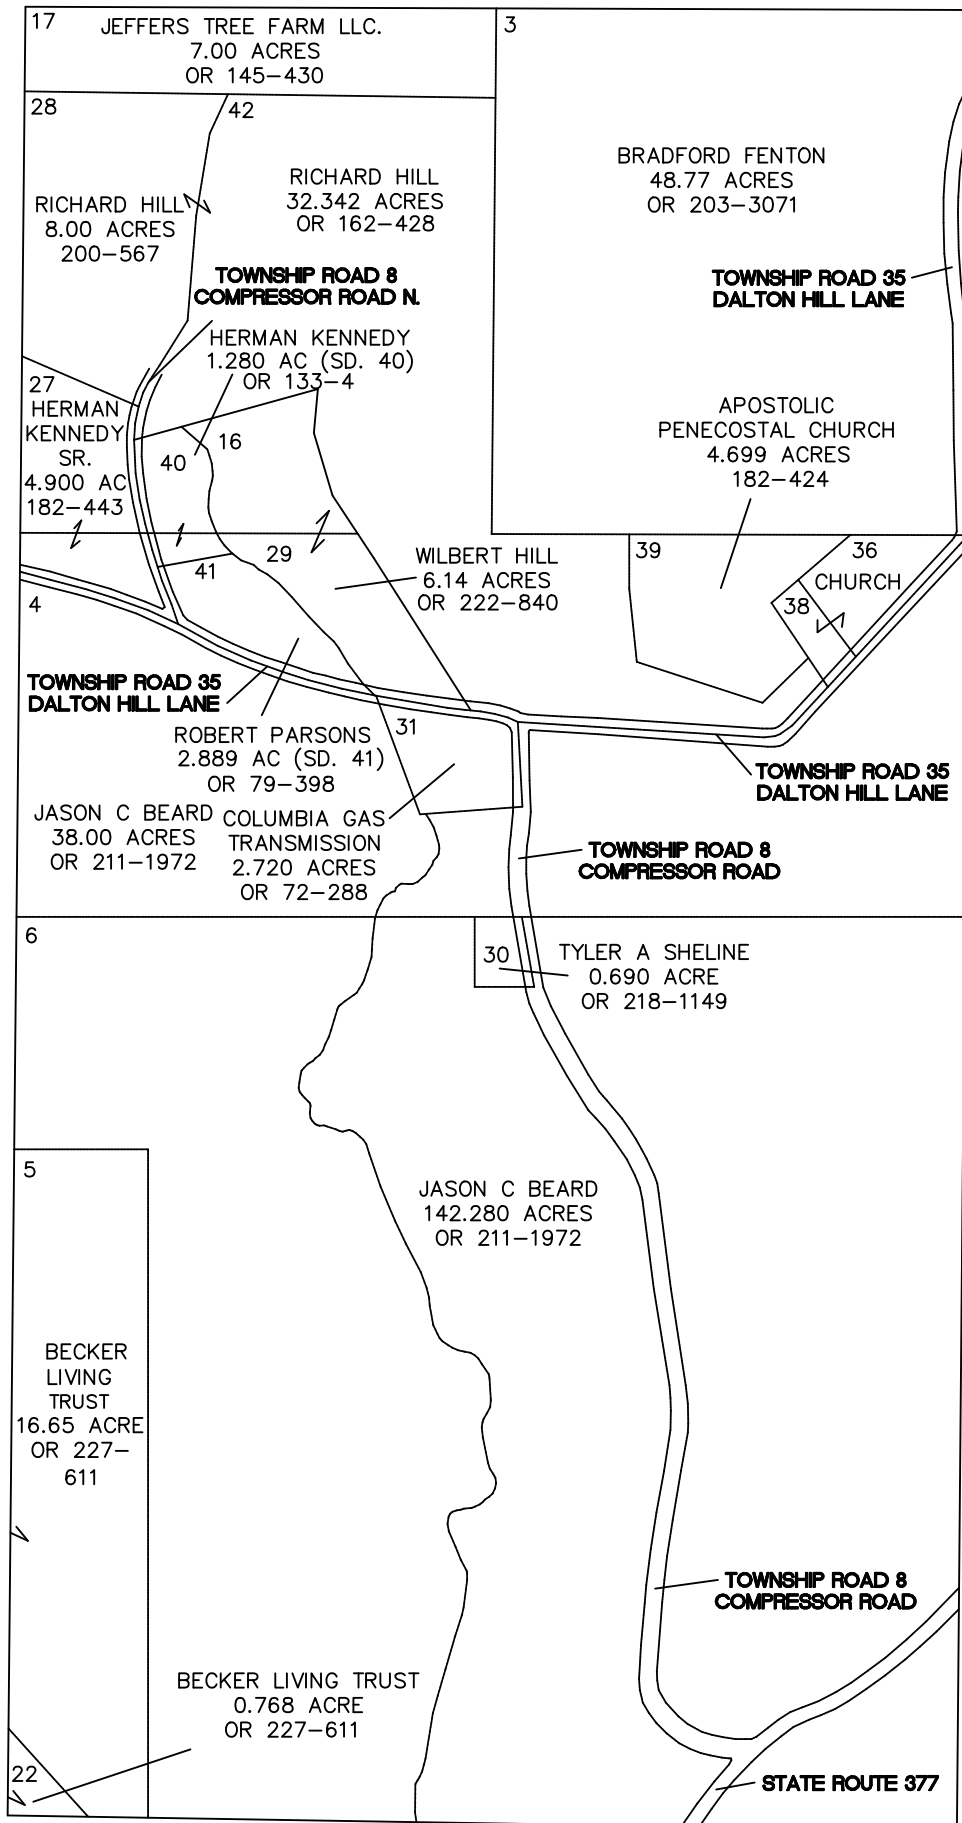 17
JEFFERS TREE FARM LLC.
7.00 ACRES
OR 145-430
3
28
42
RICHARD HILL
8.00 ACRES
200-567
RICHARD HILL
32.342 ACRES
OR 162-428
BRADFORD FENTON
48.77 ACRES
OR 203-3071
TOWNSHIP ROAD 8
COMPRESSOR ROAD N.
TOWNSHIP ROAD 35
DALTON HILL LANE
HERMAN KENNEDY
1.280 AC (SD. 40)
OR 133-4
27
HERMAN
KENNEDY
SR.
4.900 AC
182-443
16
40
APOSTOLIC
PENECOSTAL CHURCH
4.699 ACRES
182-424
29
41
WILBERT HILL
6.14 ACRES
OR 222-840
39
36
CHURCH
38
4
TOWNSHIP ROAD 35
DALTON HILL LANE
31
ROBERT PARSONS
2.889 AC (SD. 41)
OR 79-398
TOWNSHIP ROAD 35
DALTON HILL LANE
JASON C BEARD
38.00 ACRES
OR 211-1972
COLUMBIA GAS
TRANSMISSION
2.720 ACRES
OR 72-288
TOWNSHIP ROAD 8
COMPRESSOR ROAD
6
30
TYLER A SHELINE
0.690 ACRE
OR 218-1149
5
JASON C BEARD
142.280 ACRES
OR 211-1972
BECKER
LIVING
TRUST
16.65 ACRE
OR 227-
611
TOWNSHIP ROAD 8
COMPRESSOR ROAD
BECKER LIVING TRUST
0.768 ACRE
OR 227-611
22
STATE ROUTE 377